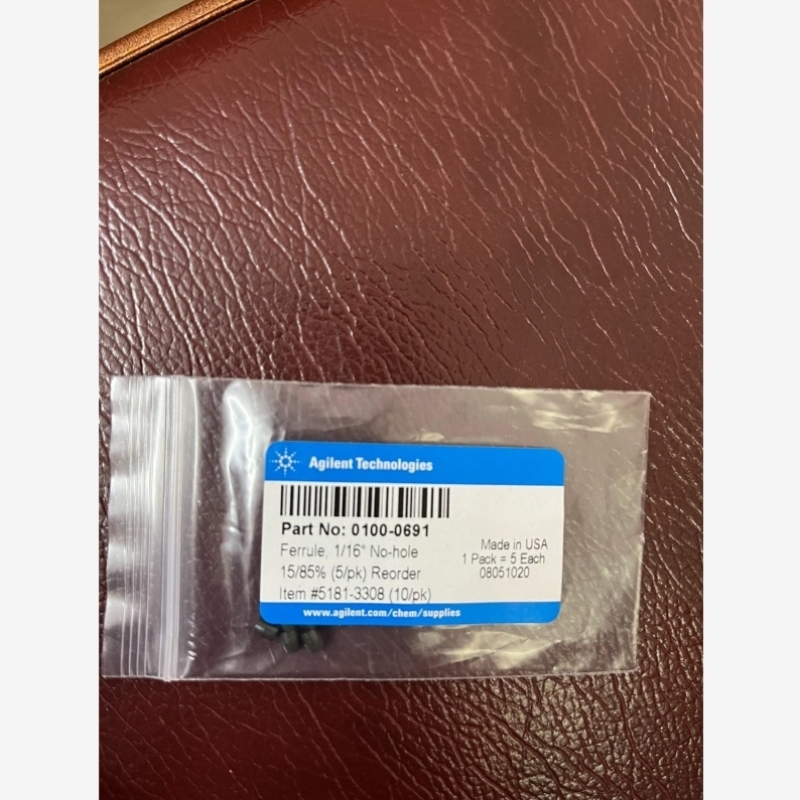 Agilent Technologies
Part No: 0100-0691
Ferrule, 1/16" No-hole
15/85% (5/pk) Reorder
Item #5181-3308 (10/pk)
Made in USA
1 Pack = 5 Each
08051020
www.agilent.com/chem/supplies